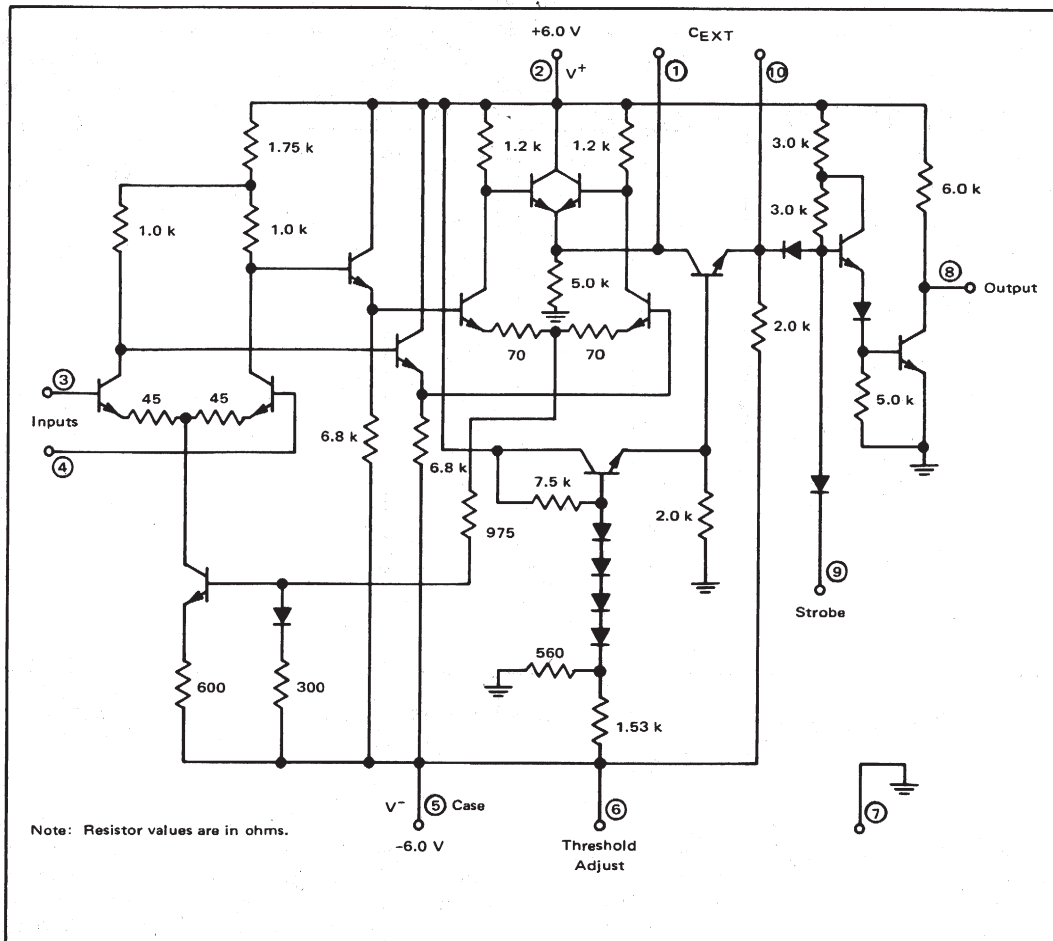 +6.0 V
CEXT
② V+
①
⑩
1.75 k
1.2 k
1.2 k
3.0 k
6.0 k
1.0 k
1.0 k
3.0 k
5.0 k
⑧
Output
2.0 k
70
70
③
45
45
5.0 k
Inputs
④
6.8 k
6.8 k
7.5 k
2.0 k
975
⑨
Strobe
560
600
300
1.53 k
V- ⑤ Case
⑥
⑦
Note: Resistor values are in ohms.
-6.0 V
Threshold
Adjust